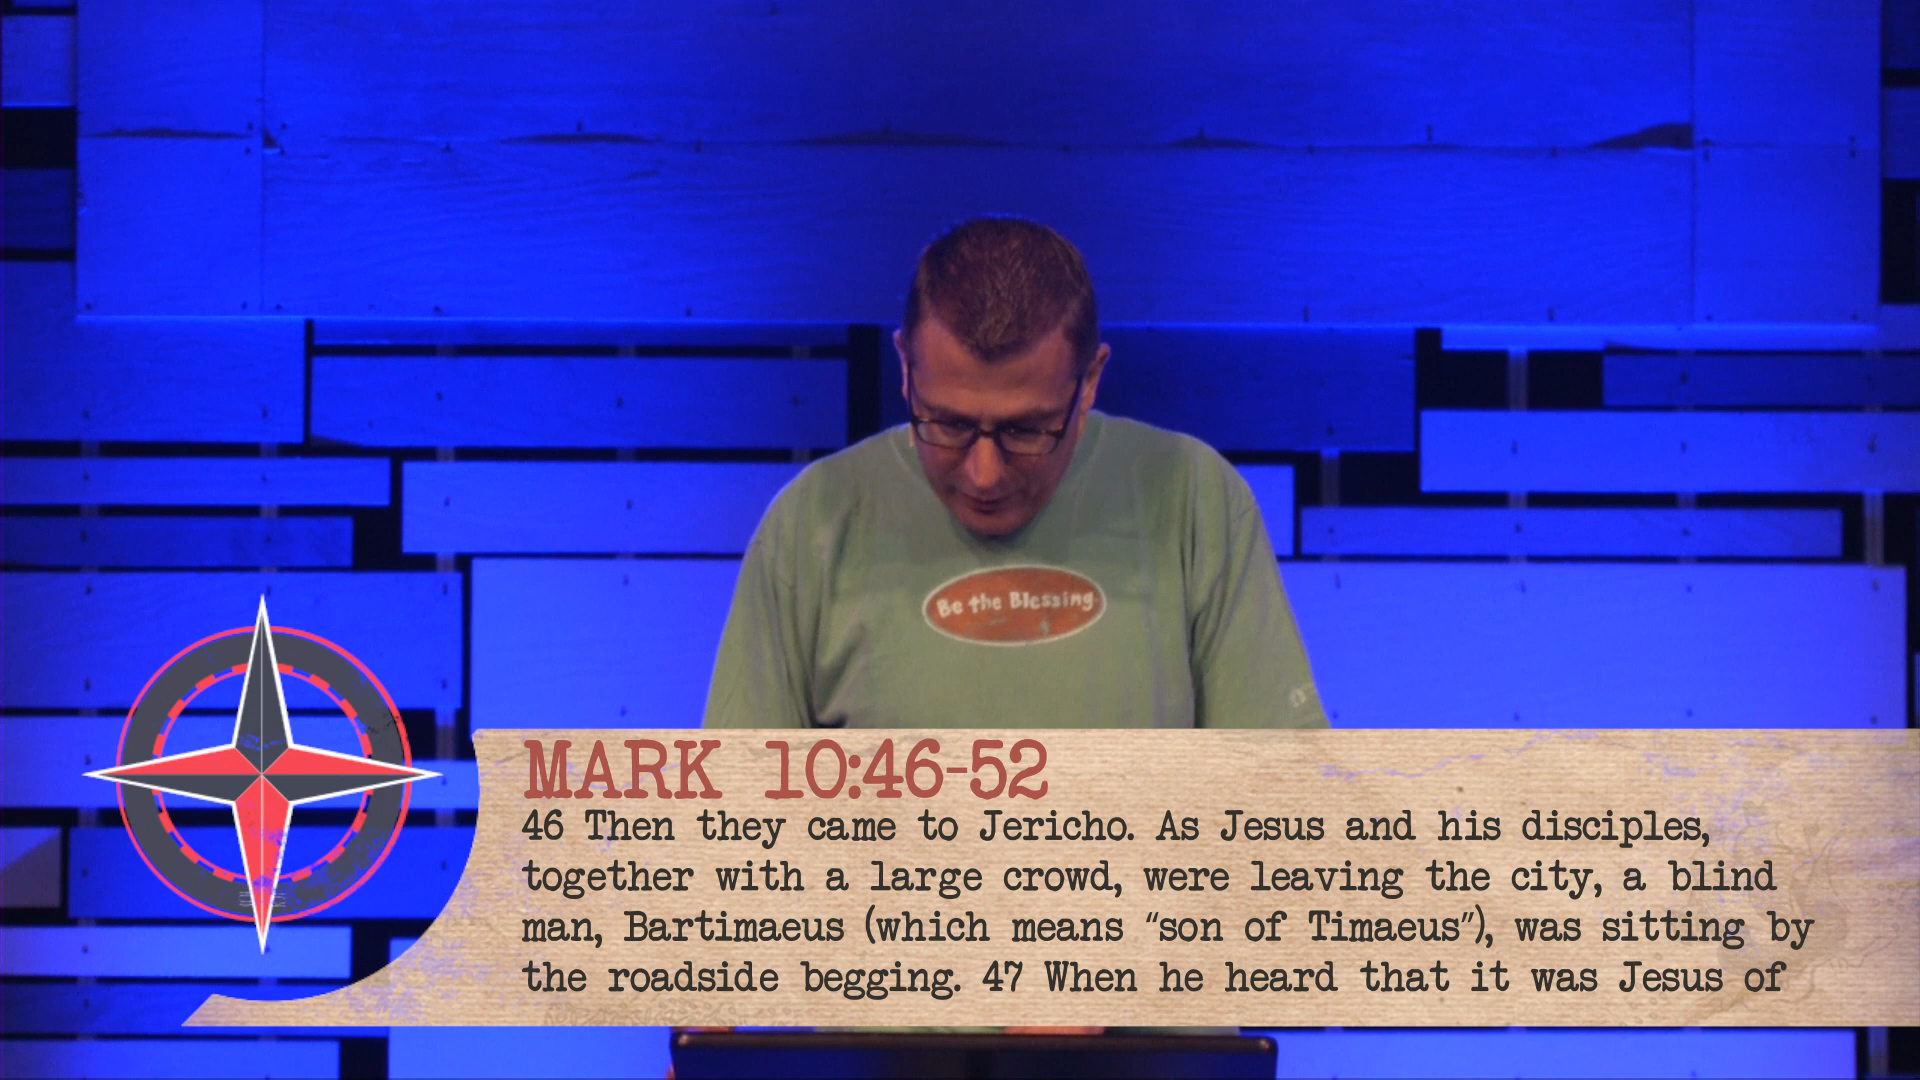 Be the Blessing
MARK 10:46-52
46 Then they came to Jericho. As Jesus and his disciples,
together with a large crowd, were leaving the city, a blind
man, Bartimaeus (which means “son of Timaeus”), was sitting by
the roadside begging. 47 When he heard that it was Jesus of